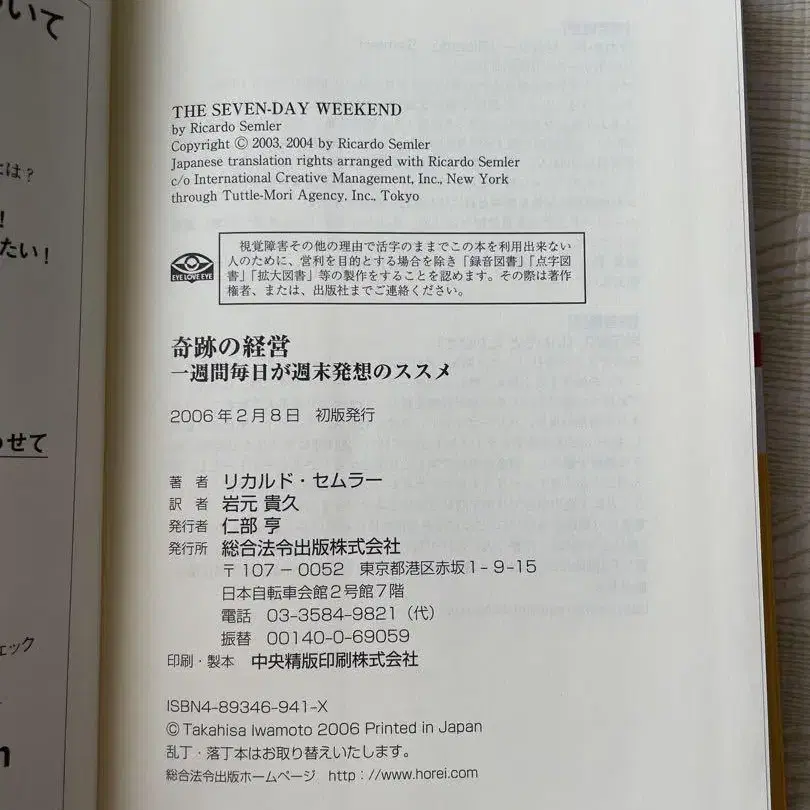 いて
には？
！
たい！
わせて
ェック
THE SEVEN-DAY WEEKEND
by Ricardo Semler
Copyright © 2003, 2004 by Ricardo Semler
Japanese translation rights arranged with Ricardo Semler
c/o International Creative Management, Inc., New York
through Tuttle-Mori Agency, Inc., Tokyo
EYE LOVE EYE
視覚障害その他の理由で活字のままでこの本を利用出来ない
人のために、営利を目的とする場合を除き「録音図書」「点字図
書」「拡大図書」等の製作をすることを認めます。その際は著作
権者、または、出版社までご連絡ください。
奇跡の経営
一週間毎日が週末発想のススメ
2006年2月8日　初版発行
著　者　リカルド・セムラー
訳　者　岩元 貴久
発行者　仁部 亨
発行所　総合法令出版株式会社
〒107－0052　東京都港区赤坂1-9-15
日本自転車会館2号館7階
電話　03-3584-9821（代）
振替　00140-0-69059
印刷・製本　中央精版印刷株式会社
ISBN4-89346-941-X
© Takahisa Iwamoto 2006 Printed in Japan
乱丁・落丁本はお取り替えいたします。
総合法令出版ホームページ　http：//www.horei.com